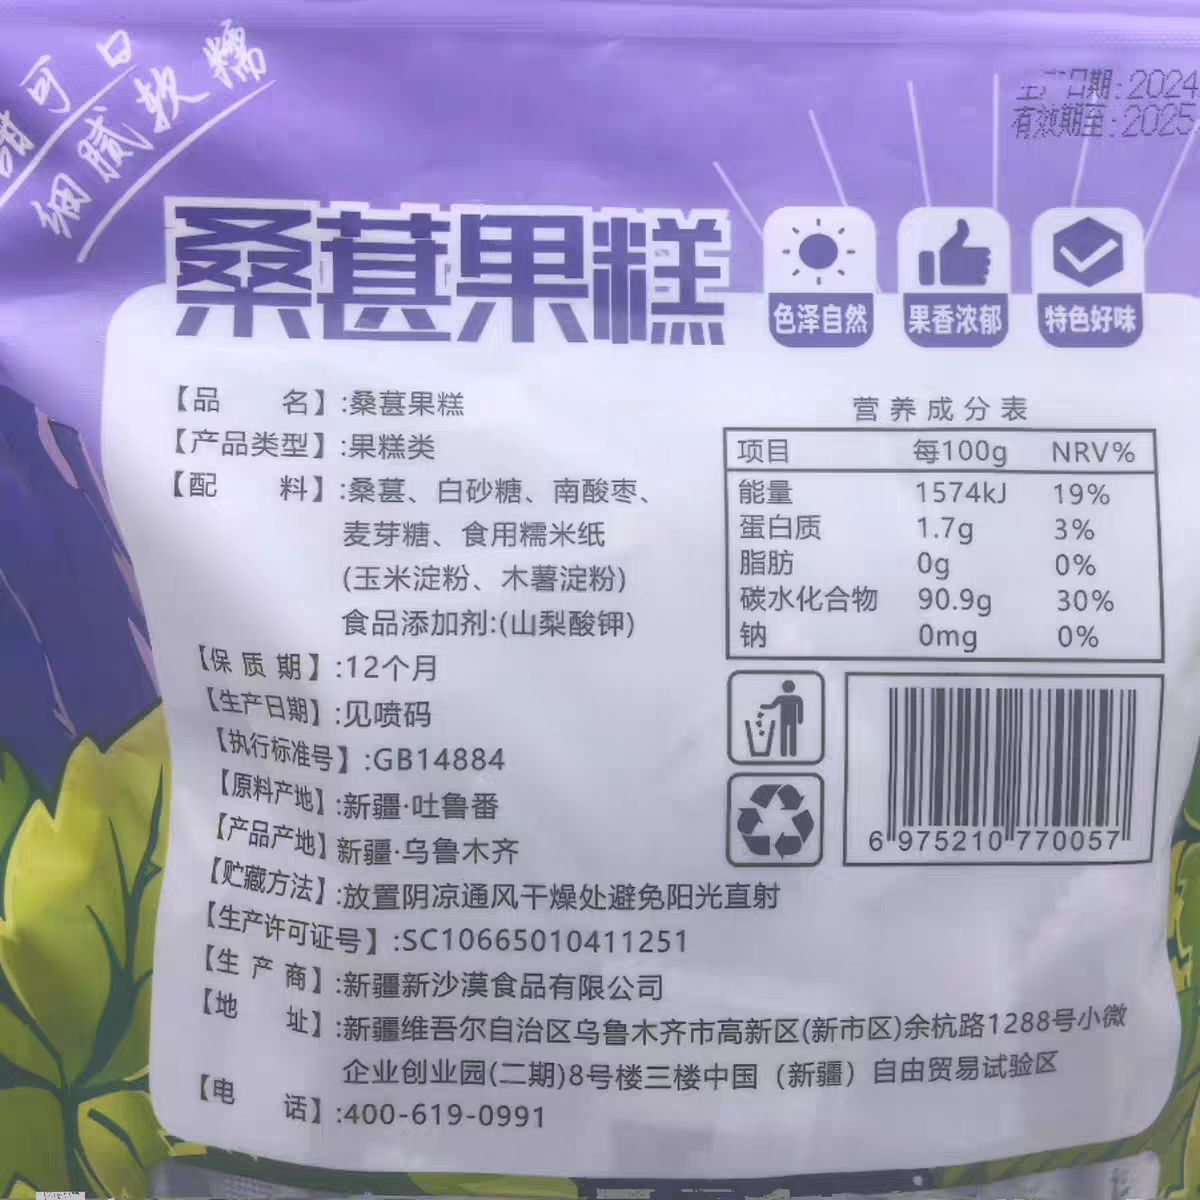 甜可口
细腻软糯
生产日期:2024
有效期至:2025
桑葚果糕
色泽自然
果香浓郁
特色好味
【品 名】:桑葚果糕
【产品类型】:果糕类
【配 料】:桑葚、白砂糖、南酸枣、
麦芽糖、食用糯米纸
(玉米淀粉、木薯淀粉)
食品添加剂:(山梨酸钾)
【保质期】:12个月
【生产日期】:见喷码
【执行标准号】:GB14884
【原料产地】:新疆·吐鲁番
【产品产地】新疆·乌鲁木齐
【贮藏方法】:放置阴凉通风干燥处避免阳光直射
【生产许可证号】:SC10665010411251
【生产商】:新疆新沙漠食品有限公司
【地 址】:新疆维吾尔自治区乌鲁木齐市高新区(新市区)余杭路1288号小微
企业创业园(二期)8号楼三楼中国（新疆）自由贸易试验区
【电 话】:400-619-0991
营养成分表
项目 每100g NRV%
能量 1574kJ 19%
蛋白质 1.7g 3%
脂肪 0g 0%
碳水化合物 90.9g 30%
钠 0mg 0%
6 975210 770057